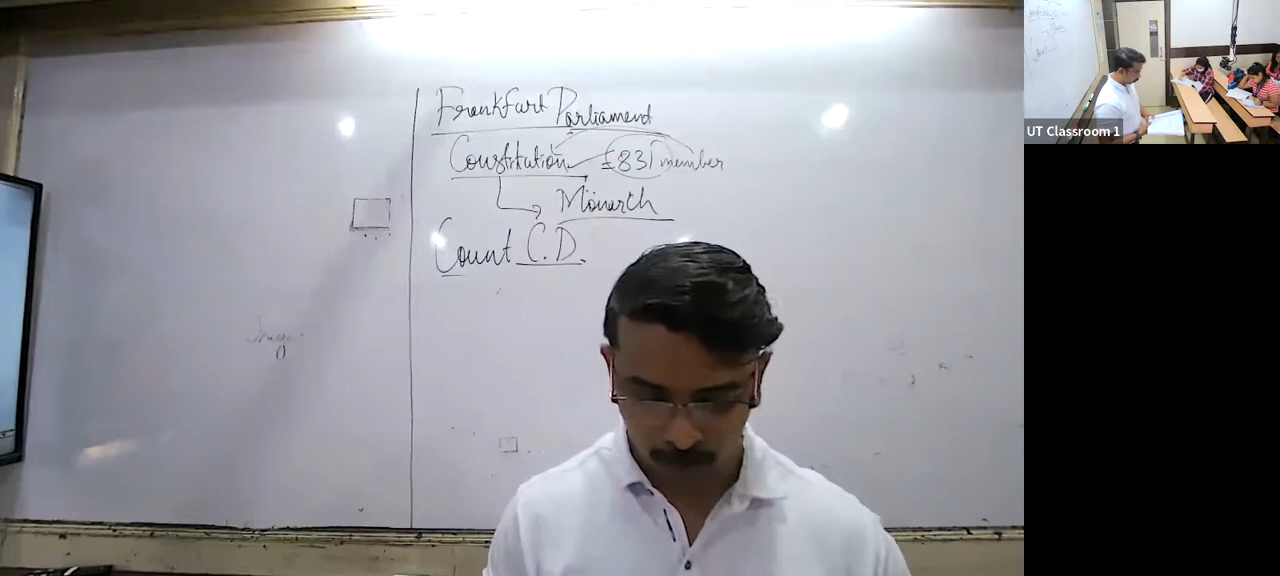 Frankfurt Parliament
Constitution 831 member
Monarch
Count C.D.
UT Classroom 1